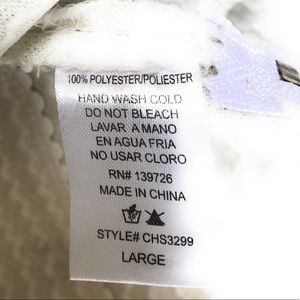 100% POLYESTER/POLIESTER
HAND WASH COLD
DO NOT BLEACH
LAVAR A MANO
EN AGUA FRIA
NO USAR CLORO
RN# 139726
MADE IN CHINA
STYLE# CHS3299
LARGE